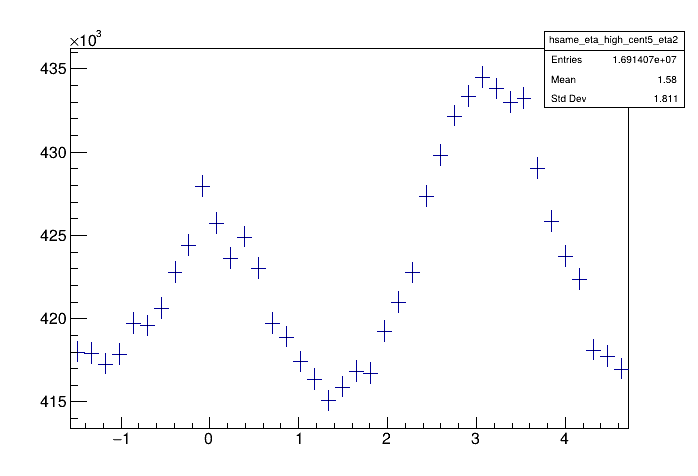 ×10³
hsame_eta_high_cent5_eta2
Entries 1.691407e+07
Mean 1.58
Std Dev 1.811
435
430
425
420
415
−1 0 1 2 3 4